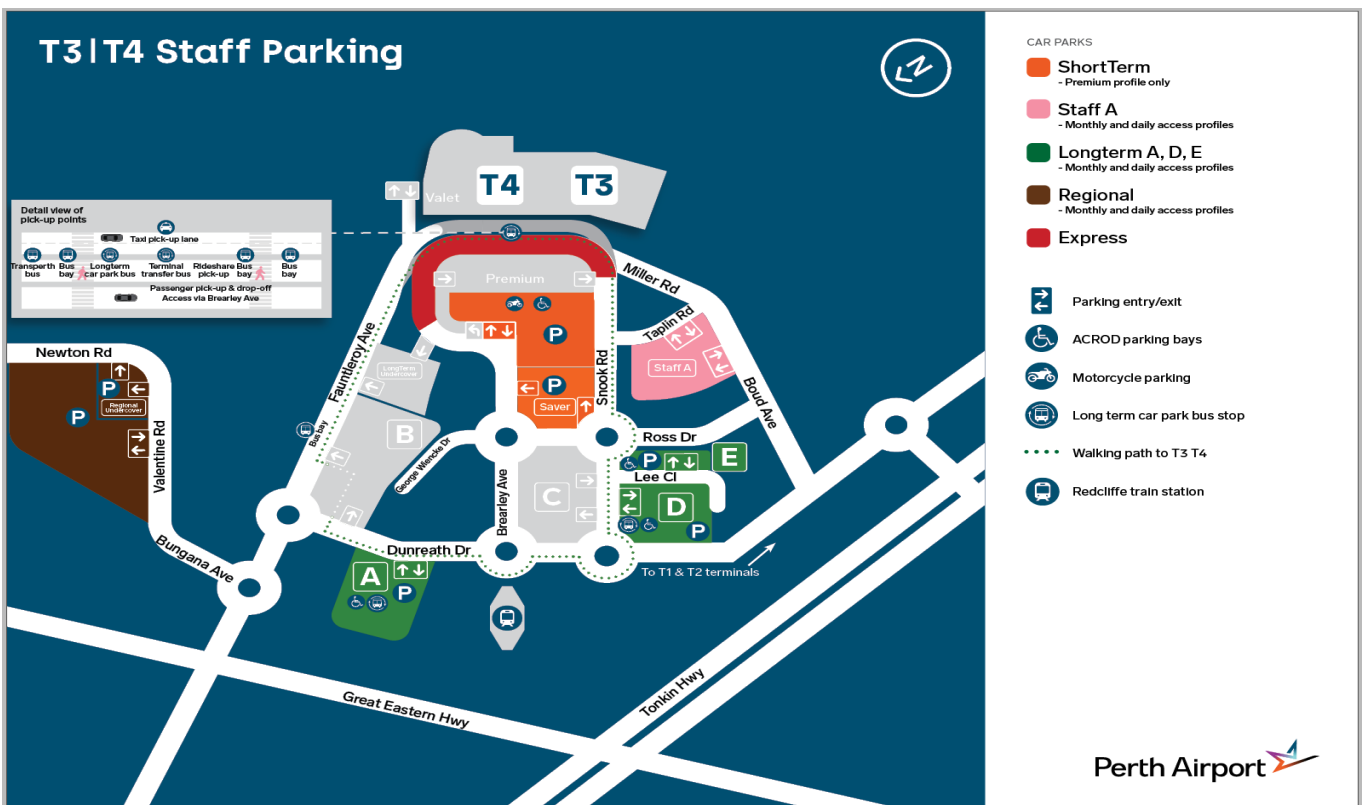 T3|T4 Staff Parking
N
T4
T3
Valet
Detail view of
pick-up points
Taxi pick-up lane
Transperth
bus
Bus
bay
Longterm
car park bus
Terminal
transfer bus
Rideshare
pick-up
Bus
bay
Bus
bay
Passenger pick-up & drop-off
Access via Brearley Ave
Premium
Miller Rd
Taplin Rd
P
Staff A
Snook Rd
Boud Ave
Newton Rd
Fauntleroy Ave
LongTerm
Undercover
P
Saver
P
Regional
Undercover
P
Valentine Rd
Bus bay
B
George Wiencke Dr
Ross Dr
P
E
Lee Cl
Brearley Ave
C
D
P
Bungana Ave
Dunreath Dr
A
P
To T1 & T2 terminals
Great Eastern Hwy
Tonkin Hwy
CAR PARKS
ShortTerm
- Premium profile only
Staff A
- Monthly and daily access profiles
Longterm A, D, E
- Monthly and daily access profiles
Regional
- Monthly and daily access profiles
Express
Parking entry/exit
ACROD parking bays
Motorcycle parking
Long term car park bus stop
Walking path to T3 T4
Redcliffe train station
Perth Airport